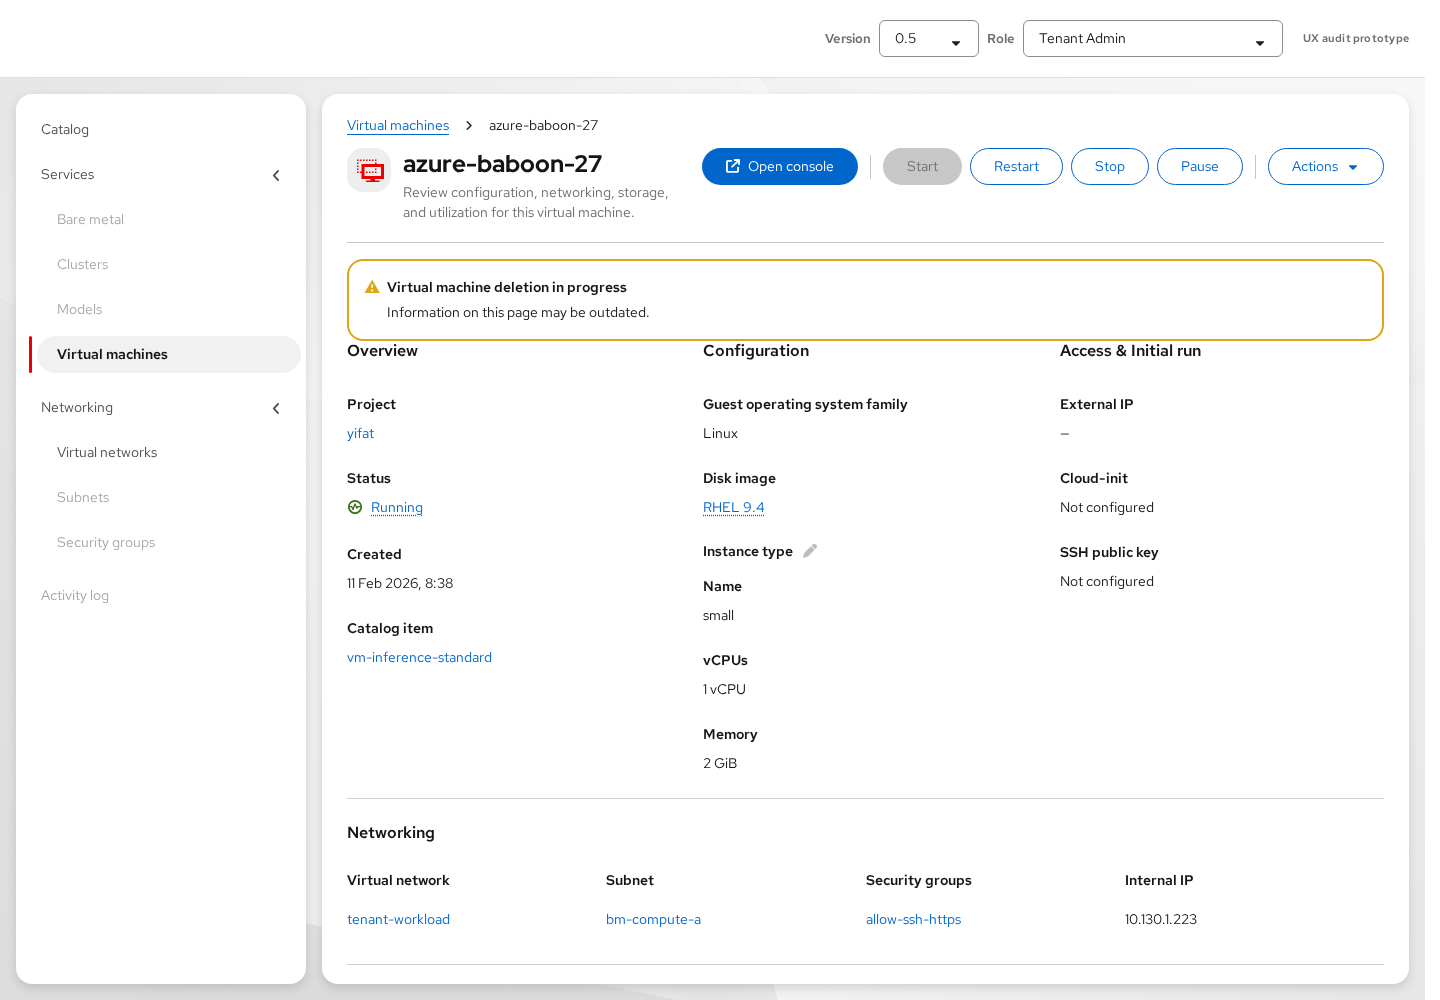 Version
0.5
Role
Tenant Admin
UX audit prototype
Catalog
Services
Bare metal
Clusters
Models
Virtual machines
Networking
Virtual networks
Subnets
Security groups
Activity log
Virtual machines
azure-baboon-27
azure-baboon-27
Review configuration, networking, storage,
and utilization for this virtual machine.
Open console
Start
Restart
Stop
Pause
Actions
Virtual machine deletion in progress
Information on this page may be outdated.
Overview
Project
yifat
Status
Running
Created
11 Feb 2026, 8:38
Catalog item
vm-inference-standard
Configuration
Guest operating system family
Linux
Disk image
RHEL 9.4
Instance type
Name
small
vCPUs
1 vCPU
Memory
2 GiB
Access & Initial run
External IP
—
Cloud-init
Not configured
SSH public key
Not configured
Networking
Virtual network
tenant-workload
Subnet
bm-compute-a
Security groups
allow-ssh-https
Internal IP
10.130.1.223